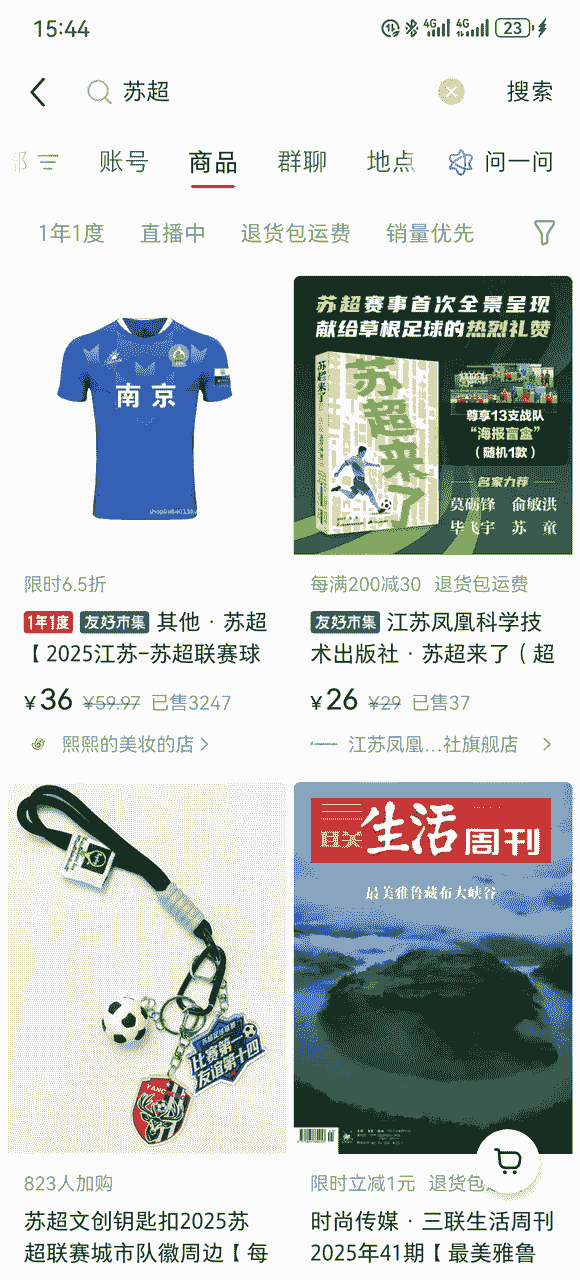 15:44
4G 4G 23
苏超
搜索
账号 商品 群聊 地点 问一问
1年1度 直播中 退货包运费 销量优先
南京
限时6.5折
1年1度 友好市集 其他·苏超
【2025江苏-苏超联赛球
¥36 ¥59.97 已售3247
熙熙的美妆的店
苏超赛事首次全景呈现
献给草根足球的热烈礼赞
苏超来了
苏超来了
尊享13支战队
“海报盲盒”
(随机1款)
名家力荐
莫砺锋 俞敏洪
毕飞宇 苏童
每满200减30 退货包运费
友好市集 江苏凤凰科学技
术出版社·苏超来了(超
¥26 ¥29 已售37
江苏凤凰...社旗舰店
比赛第一
友谊第十四
823人加购
苏超文创钥匙扣2025苏
超联赛城市队徽周边【每
生活周刊
最美雅鲁藏布大峡谷
限时立减1元 退货包
时尚传媒·三联生活周刊
2025年41期【最美雅鲁